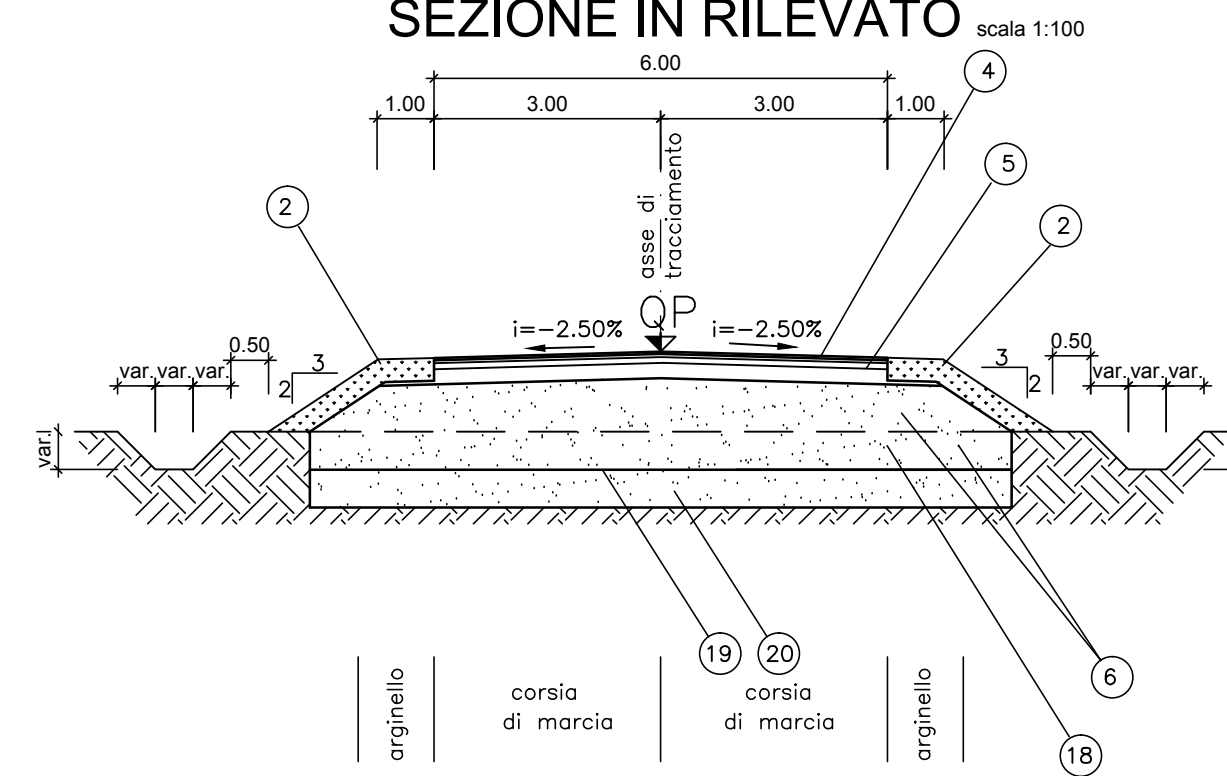 SEZIONE IN RILEVATO scala 1:100
6.00
1.00 3.00 3.00 1.00
4
5
2
2
asse di
tracciamento
QP
i=-2.50% i=-2.50%
0.50
3
2
var. var. var.
var.
3
2
0.50
var. var. var.
19
20
6
18
arginello
corsia
di marcia
corsia
di marcia
arginello